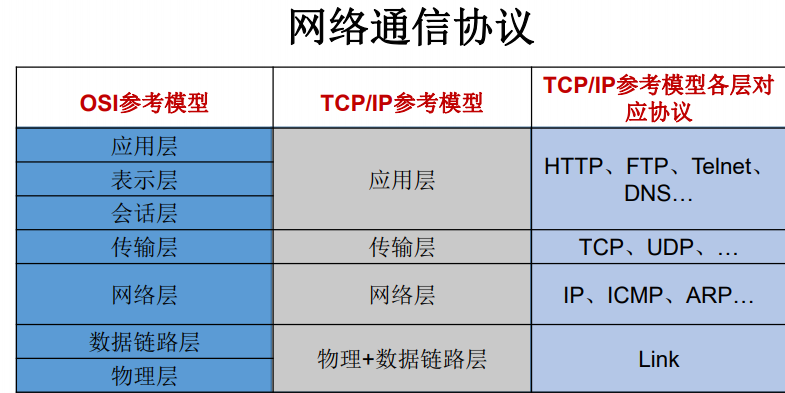 网络通信协议
OSI参考模型
TCP/IP参考模型
TCP/IP参考模型各层对
应协议
应用层
表示层
会话层
应用层
HTTP、FTP、Telnet、
DNS…
传输层
传输层
TCP、UDP、…
网络层
网络层
IP、ICMP、ARP…
数据链路层
物理层
物理+数据链路层
Link